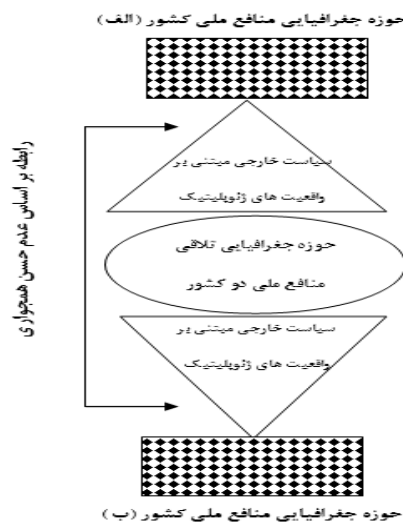 حوزه جغرافیایی منافع ملی کشور (الف)
سیاست خارجی مبتنی بر
واقعیت های ژئوپلیتیک
حوزه جغرافیایی تلاقی
منافع ملی دو کشور
سیاست خارجی مبتنی بر
واقعیت های ژئوپلیتیک
حوزه جغرافیایی منافع ملی کشور (ب)
رابطه بر اساس عدم حسن همجواری